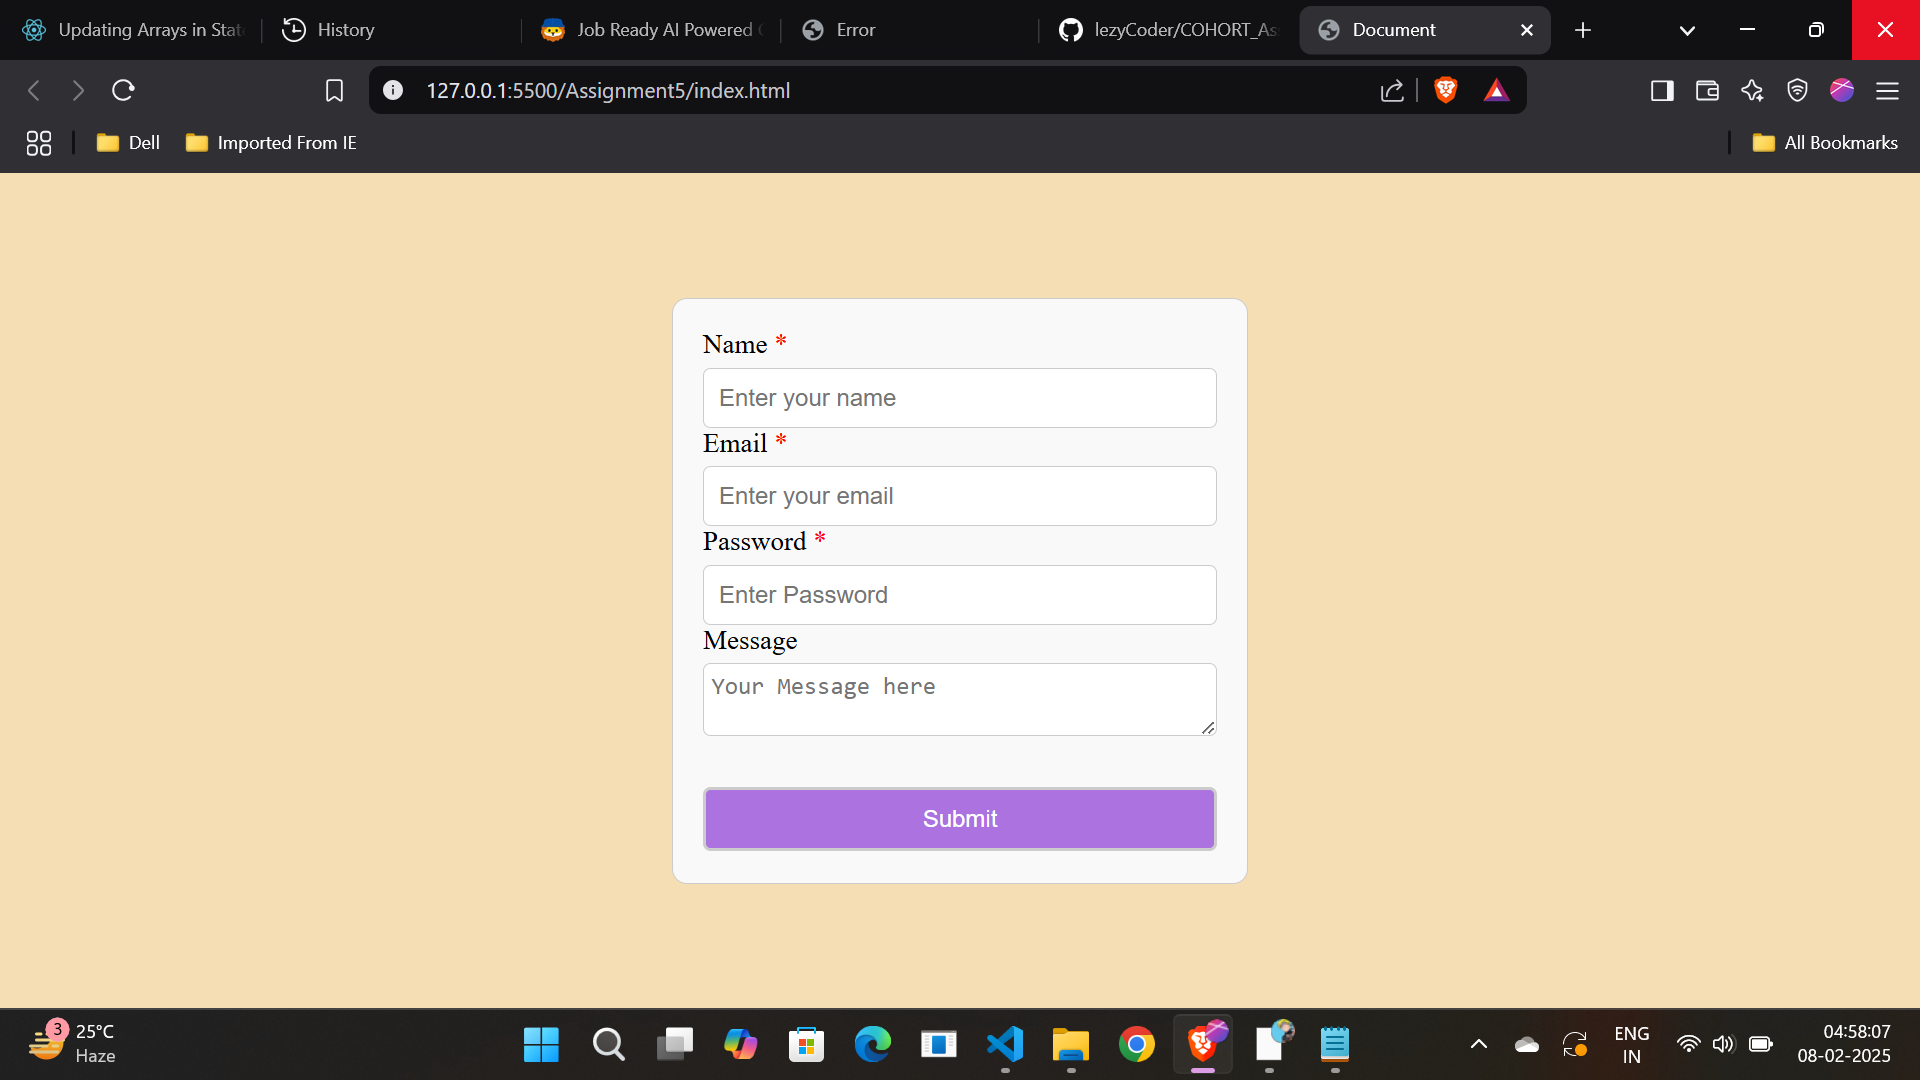 Updating Arrays in Stat
History
Job Ready AI Powered
Error
lezyCoder/COHORT_As
Document
127.0.0.1:5500/Assignment5/index.html
Dell
Imported From IE
All Bookmarks
Name *
Enter your name
Email *
Enter your email
Password *
Enter Password
Message
Your Message here
Submit
3
25°C
Haze
ENG
IN
04:58:07
08-02-2025